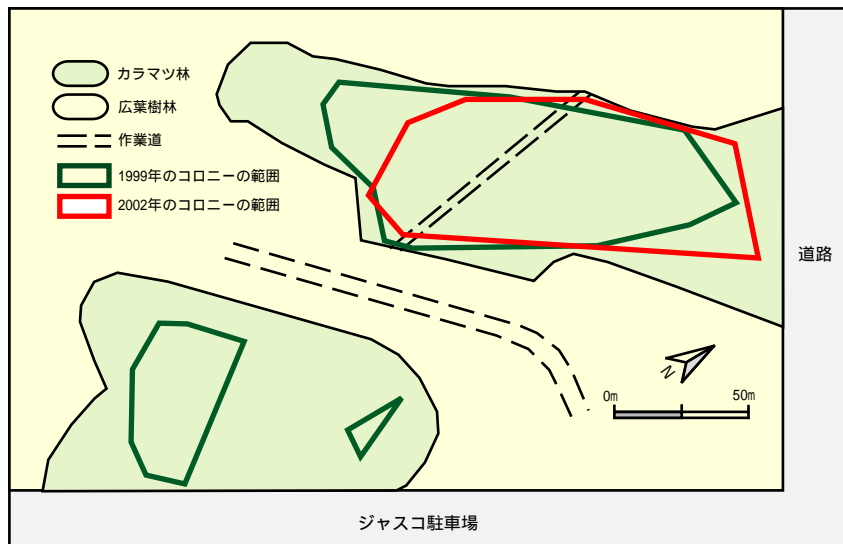 カラマツ林
広葉樹林
作業道
1999年のコロニーの範囲
2002年のコロニーの範囲
道路
N
0m 50m
ジャスコ駐車場